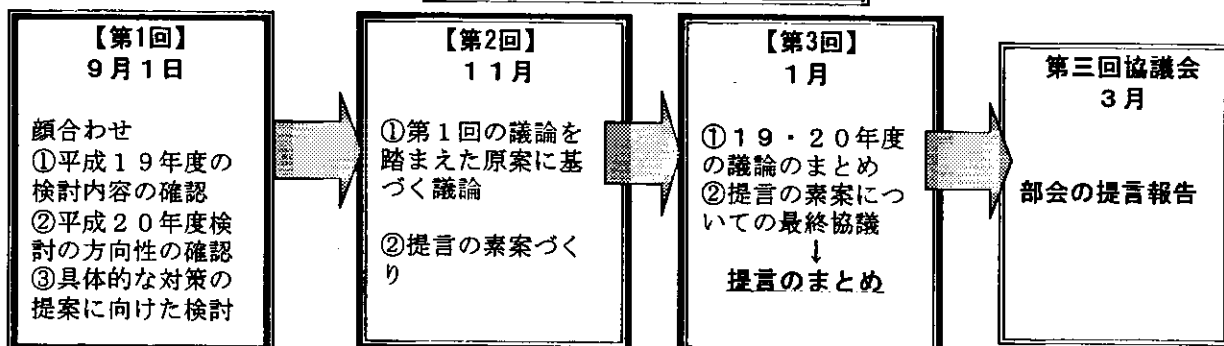 【第1回】
9月1日
顔合わせ
①平成19年度の
検討内容の確認
②平成20年度検
討の方向性の確認
③具体的な対策の
提案に向けた検討
【第2回】
11月
①第1回の議論を
踏まえた原案に基
づく議論
②提言の素案づく
り
【第3回】
1月
①19・20年度
の議論のまとめ
②提言の素案につ
いての最終協議
↓
提言のまとめ
第三回協議会
3月
部会の提言報告